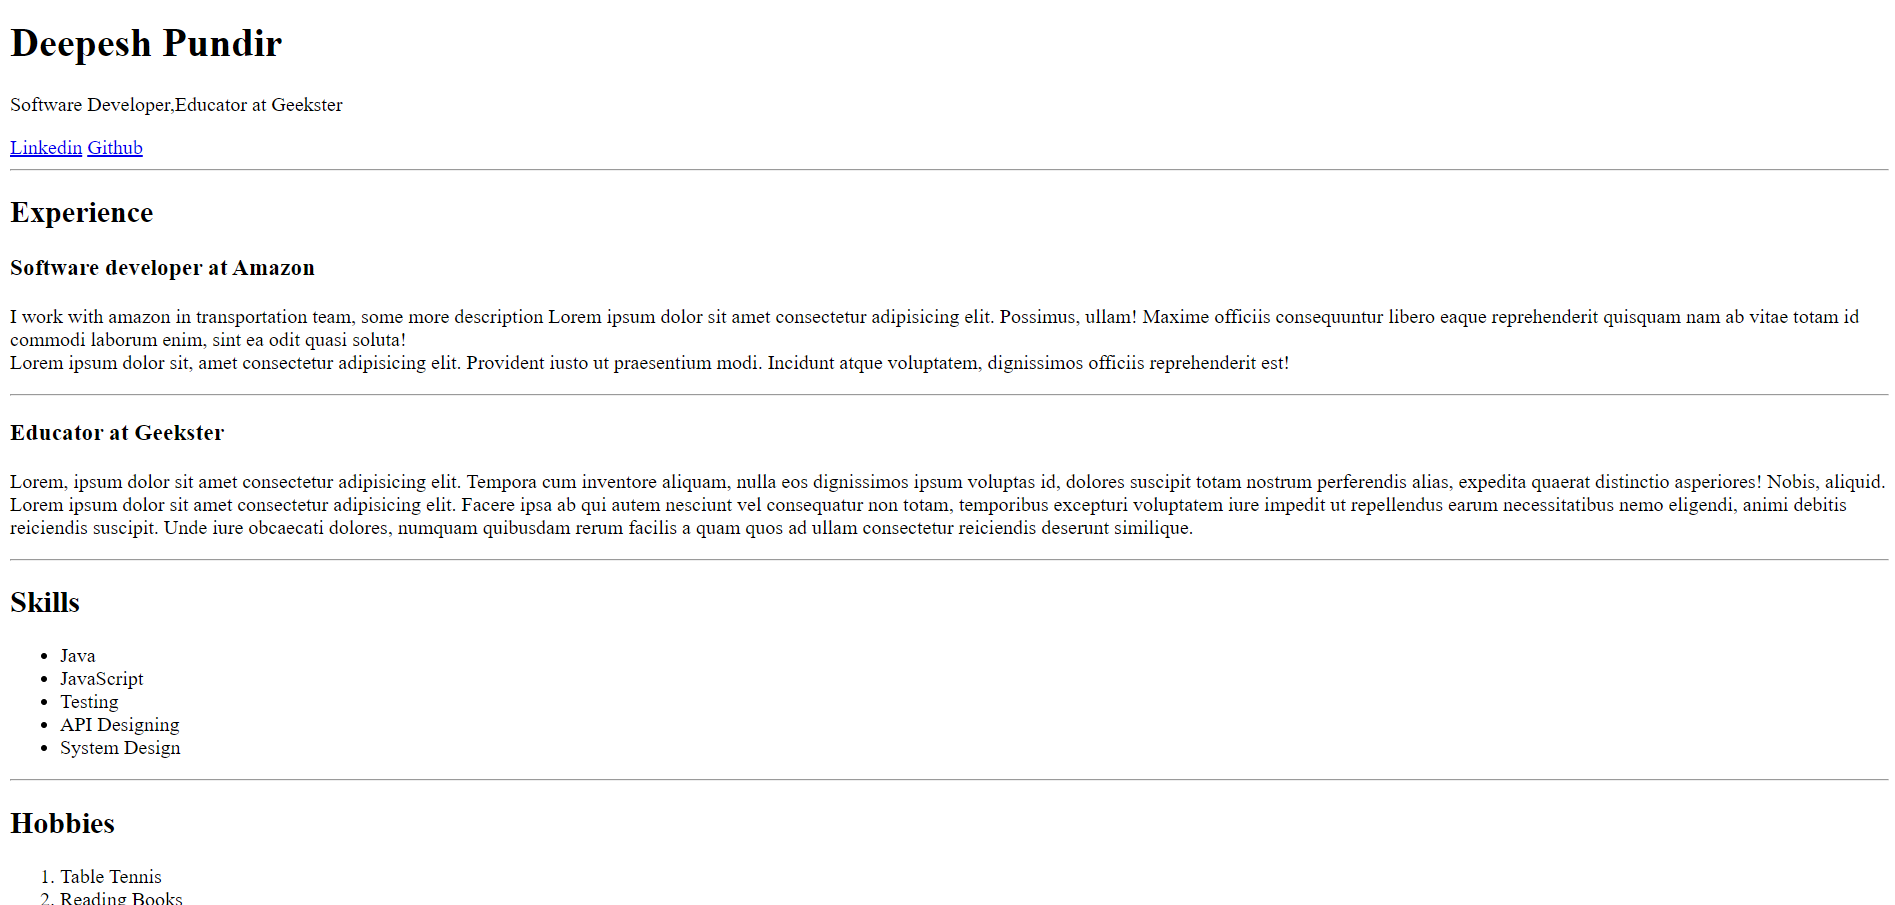 Deepesh Pundir
Software Developer,Educator at Geekster
Linkedin Github
Experience
Software developer at Amazon
I work with amazon in transportation team, some more description Lorem ipsum dolor sit amet consectetur adipisicing elit. Possimus, ullam! Maxime officiis consequuntur libero eaque reprehenderit quisquam nam ab vitae totam id
commodi laborum enim, sint ea odit quasi soluta!
Lorem ipsum dolor sit, amet consectetur adipisicing elit. Provident iusto ut praesentium modi. Incidunt atque voluptatem, dignissimos officiis reprehenderit est!
Educator at Geekster
Lorem, ipsum dolor sit amet consectetur adipisicing elit. Tempora cum inventore aliquam, nulla eos dignissimos ipsum voluptas id, dolores suscipit totam nostrum perferendis alias, expedita quaerat distinctio asperiores! Nobis, aliquid.
Lorem ipsum dolor sit amet consectetur adipisicing elit. Facere ipsa ab qui autem nesciunt vel consequatur non totam, temporibus excepturi voluptatem iure impedit ut repellendus earum necessitatibus nemo eligendi, animi debitis
reiciendis suscipit. Unde iure obcaecati dolores, numquam quibusdam rerum facilis a quam quos ad ullam consectetur reiciendis deserunt similique.
Skills
• Java
• JavaScript
• Testing
• API Designing
• System Design
Hobbies
1. Table Tennis
2. Reading Books